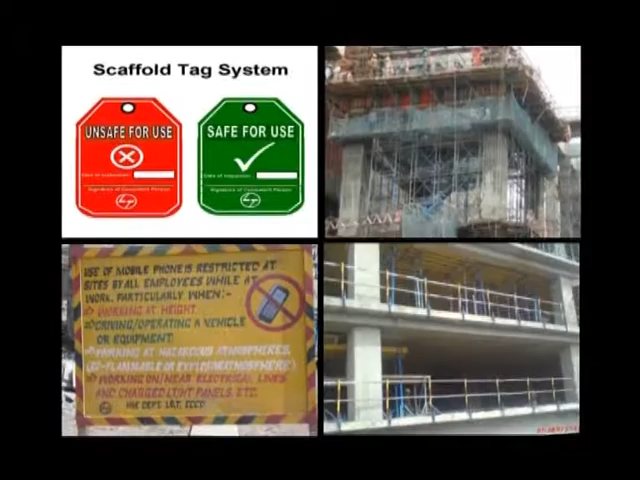 Scaffold Tag System
UNSAFE FOR USE
SAFE FOR USE
USE OF MOBILE PHONE IS RESTRICTED AT
SITES BY ALL EMPLOYEES WHILE AT
WORK. PARTICULARLY WHEN:-
WORKING AT HEIGHT.
DRIVING/OPERATING A VEHICLE
OR EQUIPMENT.
WORKING AT HAZARDOUS ATMOSPHERES.
WORKING ON/NEAR ELECTRICAL LINES
AND CHARGED LT/HT PANELS, ETC.